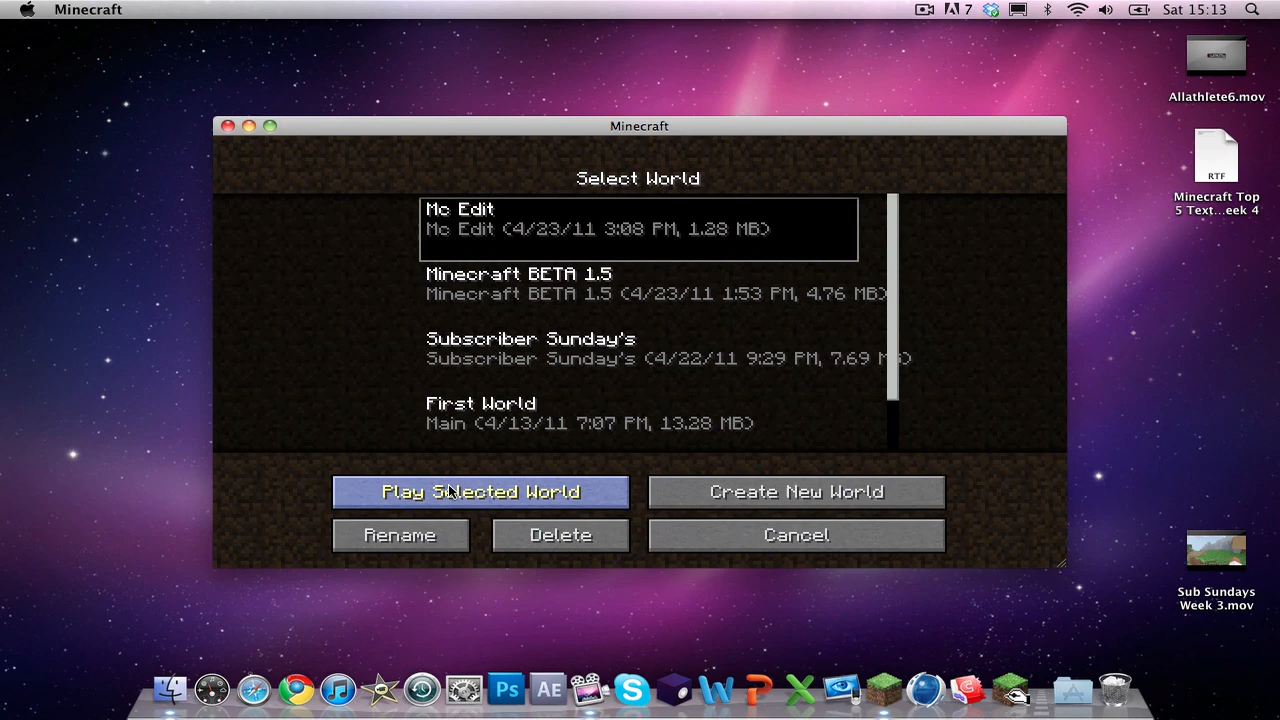 Minecraft
7
Sat 15:13
Allathlete6.mov
RTF
Minecraft Top
5 Text...eek 4
Minecraft
Select World
Mc Edit
Mc Edit (4/23/11 3:08 PM, 1.28 MB)
Minecraft BETA 1.5
Minecraft BETA 1.5 (4/23/11 1:53 PM, 4.76 MB)
Subscriber Sunday's
Subscriber Sunday's (4/22/11 9:29 PM, 7.69 MB)
First World
Main (4/13/11 7:07 PM, 13.28 MB)
Play Selected World
Create New World
Rename
Delete
Cancel
Sub Sundays
Week 3.mov
Ps
AE